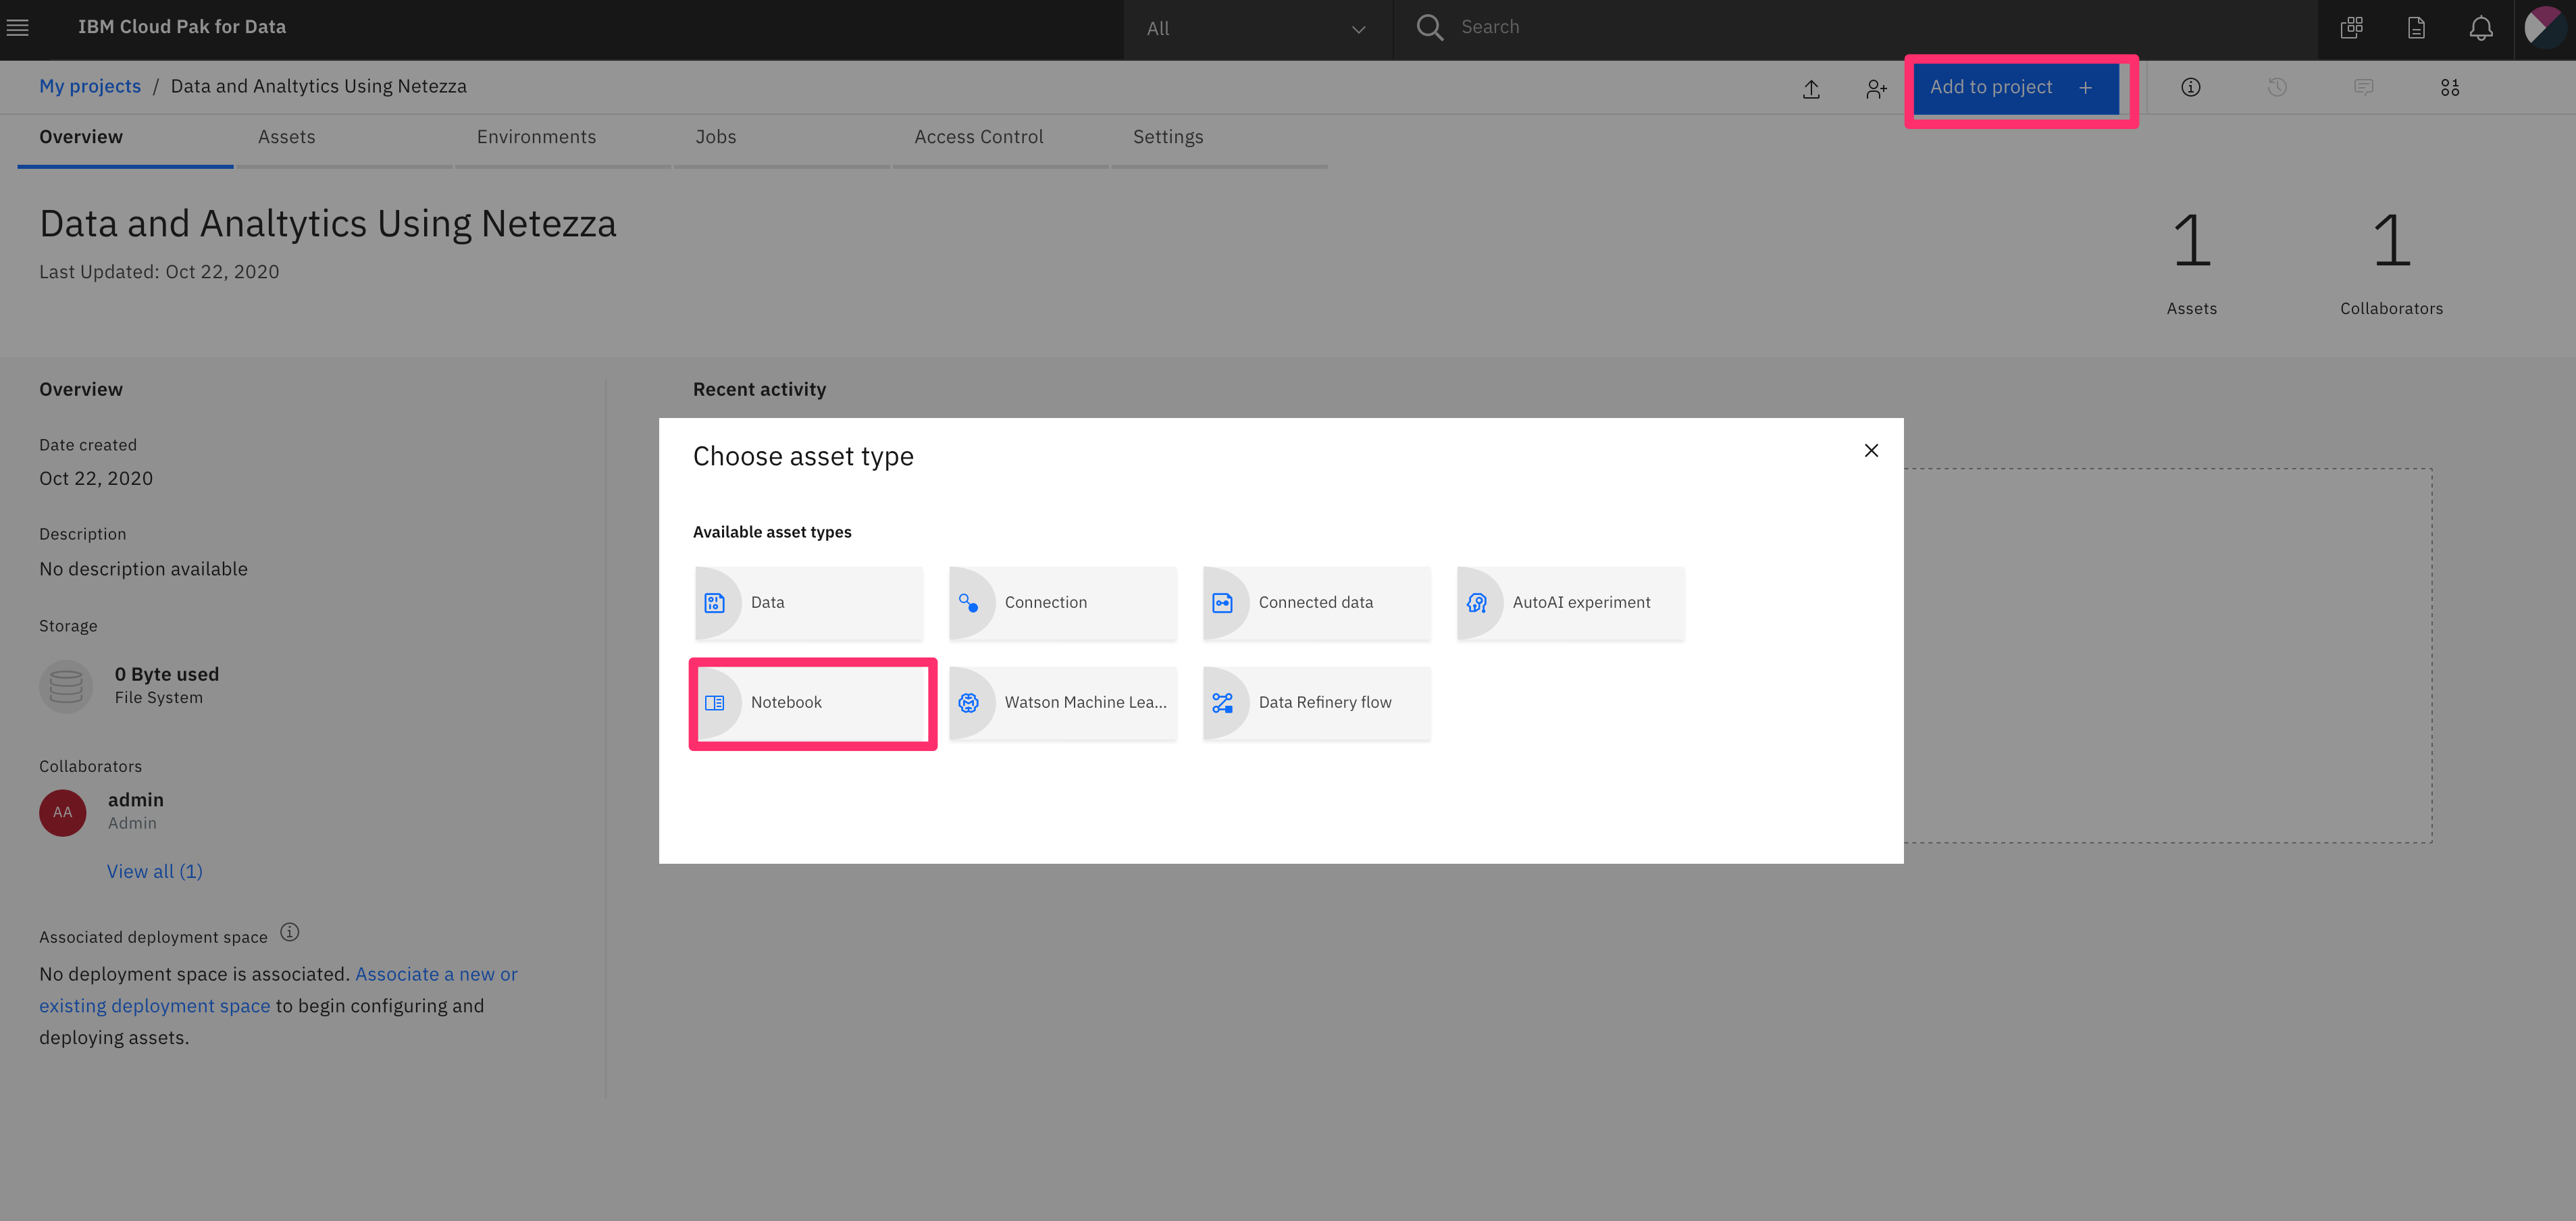 IBM Cloud Pak for Data
All
Search
My projects / Data and Analtytics Using Netezza
Add to project +
Overview
Assets
Environments
Jobs
Access Control
Settings
Data and Analtytics Using Netezza
Last Updated: Oct 22, 2020
1
Assets
1
Collaborators
Overview
Date created
Oct 22, 2020
Description
No description available
Storage
0 Byte used
File System
Collaborators
AA
admin
Admin
View all (1)
Associated deployment space
No deployment space is associated. Associate a new or
existing deployment space to begin configuring and
deploying assets.
Recent activity
Choose asset type
Available asset types
Data
Connection
Connected data
AutoAI experiment
Notebook
Watson Machine Lea...
Data Refinery flow